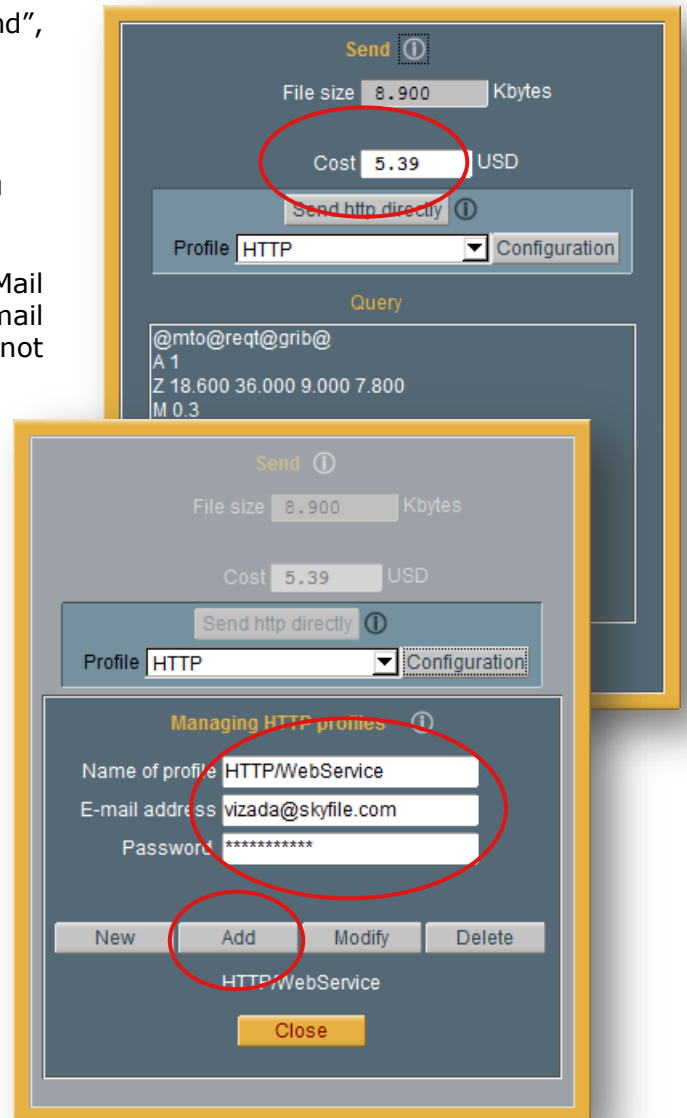 nd”,
Mail
mail
not
Send
File size 8.900 Kbytes
Cost 5.39 USD
Send http directly
Profile HTTP Configuration
Query
@mto@reqt@grib@
A 1
Z 18.600 36.000 9.000 7.800
M 0.3
Send
File size 8.900 Kbytes
Cost 5.39 USD
Send http directly
Profile HTTP Configuration
Managing HTTP profiles
Name of profile HTTP/WebService
E-mail address vizada@skyfile.com
Password ***********
New Add Modify Delete
HTTP/WebService
Close